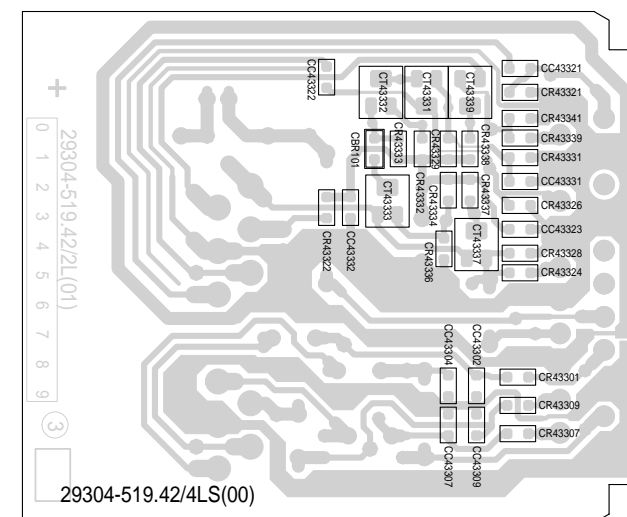 CC43322
CT43332
CT43331
CT43339
CC43321
CR43321
CR43341
CR43339
CR43331
CC43331
CR43326
CC43323
CR43328
CR43324
CBR101
CR43333
CR43329
CR43338
CR43332
CR43334
CR43337
CT43333
CT43337
CR43336
CR43322
CC43332
CC43304
CC43302
CR43301
CR43309
CR43307
CC43307
CC43309
+
0 1 2 3 4 5 6 7 8 9
29304-519.42/2L(01)
3
29304-519.42/4LS(00)